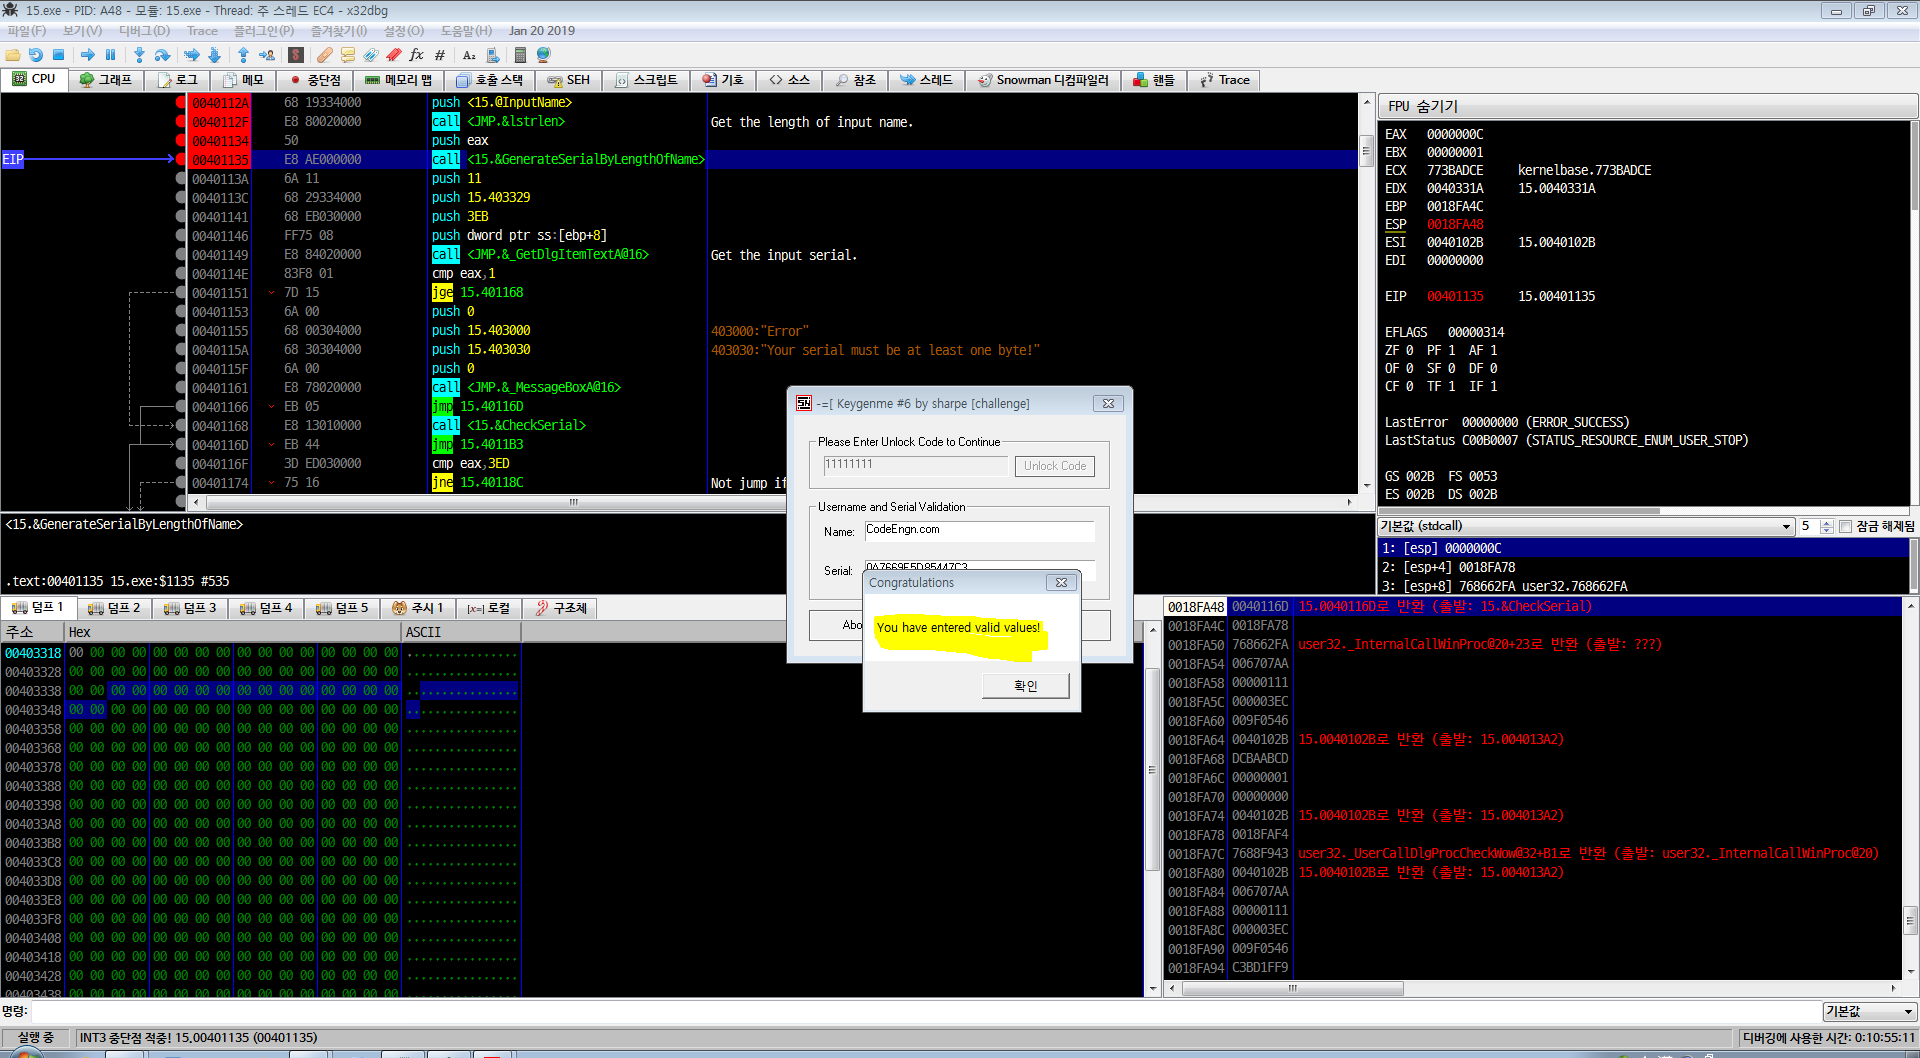 15.exe - PID: A48 - 모듈: 15.exe - Thread: 주 스레드 EC4 - x32dbg
파일(F) 보기(V) 디버그(D) Trace 플러그인(P) 즐겨찾기(I) 설정(O) 도움말(H) Jan 20 2019
CPU 그래프 로그 메모 중단점 메모리 맵 호출 스택 SEH 스크립트 기호 소스 참조 스레드 Snowman 디컴파일러 핸들 Trace
EIP
0040112A 68 19334000 push <15.@InputName>
0040112F E8 80020000 call <JMP.&lstrlen> Get the length of input name.
00401134 50 push eax
00401135 E8 AE000000 call <15.&GenerateSerialByLengthOfName>
0040113A 6A 11 push 11
0040113C 68 29334000 push 15.403329
00401141 68 EB030000 push 3EB
00401146 FF75 08 push dword ptr ss:[ebp+8]
00401149 E8 84020000 call <JMP.&_GetDlgItemTextA@16> Get the input serial.
0040114E 83F8 01 cmp eax,1
00401151 7D 15 jge 15.401168
00401153 6A 00 push 0
00401155 68 00304000 push 15.403000 403000:"Error"
0040115A 68 30304000 push 15.403030 403030:"Your serial must be at least one byte!"
0040115F 6A 00 push 0
00401161 E8 78020000 call <JMP.&_MessageBoxA@16>
00401166 EB 05 jmp 15.40116D
00401168 E8 13010000 call <15.&CheckSerial>
0040116D EB 44 jmp 15.4011B3
0040116F 3D ED030000 cmp eax,3ED
00401174 75 16 jne 15.40118C Not jump if
<15.&GenerateSerialByLengthOfName>
.text:00401135 15.exe:$1135 #535
FPU 숨기기
EAX 0000000C
EBX 00000001
ECX 773BADCE kernelbase.773BADCE
EDX 0040331A 15.0040331A
EBP 0018FA4C
ESP 0018FA48
ESI 0040102B 15.0040102B
EDI 00000000
EIP 00401135 15.00401135
EFLAGS 00000314
ZF 0 PF 1 AF 1
OF 0 SF 0 DF 0
CF 0 TF 1 IF 1
LastError 00000000 (ERROR_SUCCESS)
LastStatus C00B0007 (STATUS_RESOURCE_ENUM_USER_STOP)
GS 002B FS 0053
ES 002B DS 002B
기본값 (stdcall) 5 잠금 해제됨
1: [esp] 0000000C
2: [esp+4] 0018FA78
3: [esp+8] 768662FA user32.768662FA
-=[ Keygenme #6 by sharpe [challenge]
Please Enter Unlock Code to Continue
11111111 Unlock Code
Username and Serial Validation
Name: CodeEngn.com
Serial:
Abo
Congratulations
You have entered valid values!
확인
덤프 1 덤프 2 덤프 3 덤프 4 덤프 5 주시 1 [x=] 로컬 구조체
주소 Hex ASCII
00403318 00 00 00 00 00 00 00 00 00 00 00 00 00 00 00 00 ................
00403328 00 00 00 00 00 00 00 00 00 00 00 00 00 00 00 00 ................
00403338 00 00 00 00 00 00 00 00 00 00 00 00 00 00 00 00 ................
00403348 00 00 00 00 00 00 00 00 00 00 00 00 00 00 00 00 ................
00403358 00 00 00 00 00 00 00 00 00 00 00 00 00 00 00 00 ................
00403368 00 00 00 00 00 00 00 00 00 00 00 00 00 00 00 00 ................
00403378 00 00 00 00 00 00 00 00 00 00 00 00 00 00 00 00 ................
00403388 00 00 00 00 00 00 00 00 00 00 00 00 00 00 00 00 ................
00403398 00 00 00 00 00 00 00 00 00 00 00 00 00 00 00 00 ................
004033A8 00 00 00 00 00 00 00 00 00 00 00 00 00 00 00 00 ................
004033B8 00 00 00 00 00 00 00 00 00 00 00 00 00 00 00 00 ................
004033C8 00 00 00 00 00 00 00 00 00 00 00 00 00 00 00 00 ................
004033D8 00 00 00 00 00 00 00 00 00 00 00 00 00 00 00 00 ................
004033E8 00 00 00 00 00 00 00 00 00 00 00 00 00 00 00 00 ................
004033F8 00 00 00 00 00 00 00 00 00 00 00 00 00 00 00 00 ................
00403408 00 00 00 00 00 00 00 00 00 00 00 00 00 00 00 00 ................
00403418 00 00 00 00 00 00 00 00 00 00 00 00 00 00 00 00 ................
00403428 00 00 00 00 00 00 00 00 00 00 00 00 00 00 00 00 ................
00403438 00 00 00 00 00 00 00 00 00 00 00 00 00 00 00 00 ................
0018FA48 0040116D 15.0040116D로 반환 (출발: 15.&CheckSerial)
0018FA4C 0018FA78
0018FA50 768662FA user32._InternalCallWinProc@20+23로 반환 (출발: ???)
0018FA54 006707AA
0018FA58 00000111
0018FA5C 000003EC
0018FA60 009F0546
0018FA64 0040102B 15.0040102B로 반환 (출발: 15.004013A2)
0018FA68 DCBAABCD
0018FA6C 00000001
0018FA70 00000000
0018FA74 0040102B 15.0040102B로 반환 (출발: 15.004013A2)
0018FA78 0018FAF4
0018FA7C 7688F943 user32._UserCallDlgProcCheckWow@32+B1로 반환 (출발: user32._InternalCallWinProc@20)
0018FA80 0040102B 15.0040102B로 반환 (출발: 15.004013A2)
0018FA84 006707AA
0018FA88 00000111
0018FA8C 000003EC
0018FA90 009F0546
0018FA94 C3BD1FF9
명령: 기본값
실행 중 INT3 중단점 적중! 15.00401135 (00401135) 디버깅에 사용한 시간: 0:10:55:11